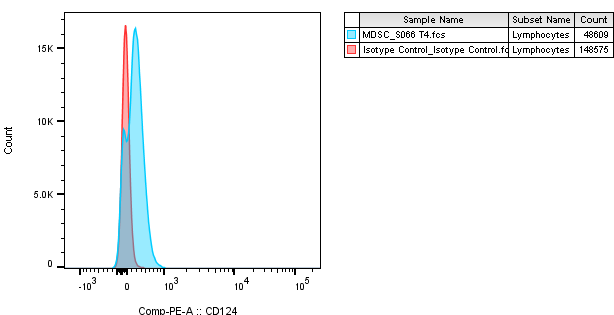 Sample Name Subset Name Count
MDSC_S066 T4.fcs Lymphocytes 48609
Isotype Control_Isotype Control.fc Lymphocytes 148575
15K
10K
5.0K
0
Count
-10³ 0 10³ 10⁴ 10⁵
Comp-PE-A :: CD124